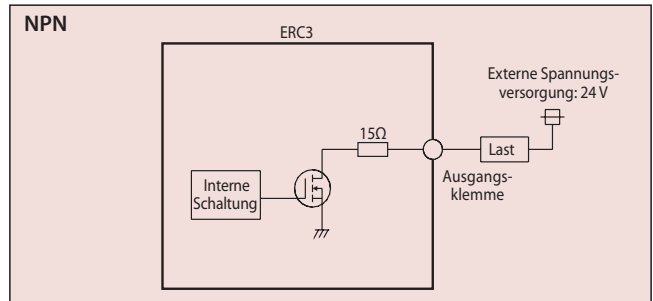 NPN
ERC3
Externe Spannungs-
versorgung: 24 V
15Ω
Last
Ausgangs-
klemme
Interne
Schaltung